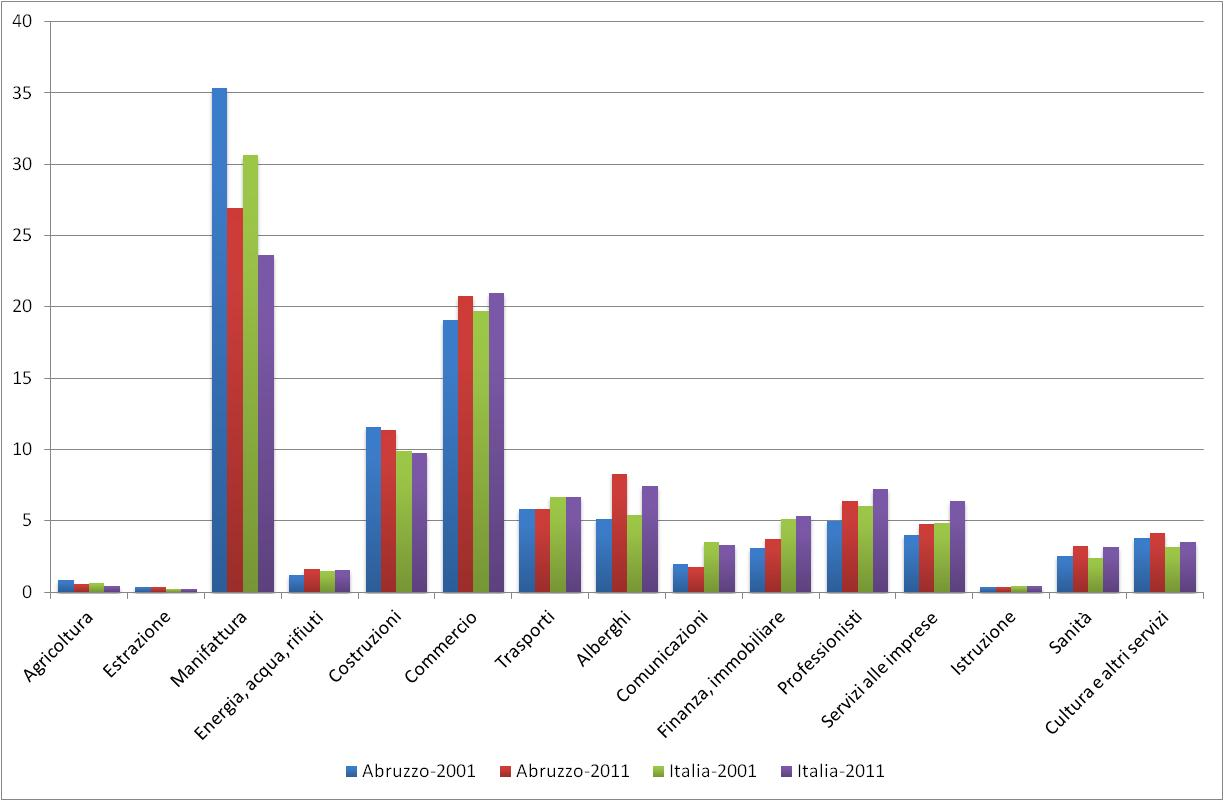 40
35
30
25
20
15
10
5
0
Agricoltura
Estrazione
Manifattura
Energia, acqua, rifiuti
Costruzioni
Commercio
Trasporti
Alberghi
Comunicazioni
Finanza, immobiliare
Professionisti
Servizi alle imprese
Istruzione
Sanità
Cultura e altri servizi
Abruzzo-2001 Abruzzo-2011 Italia-2001 Italia-2011